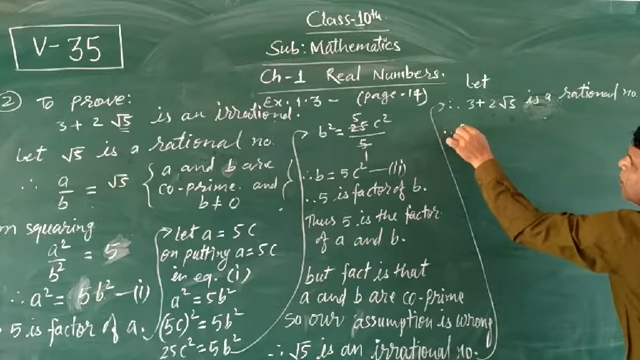 V-35
Class-10th
Sub: Mathematics
Ch-1 Real Numbers.
Ex. 1.3 - (page-14)
2) To prove:
3+2√5 is an irrational.
Let √5 is a rational no.
∴ a/b = √5 { a and b are co-prime and b≠0 }
on squaring
a²/b² = 5
∴ a² = 5b² —(i)
5 is factor of a.
let a = 5c
on putting a=5c
in eq. (i)
a² = 5b²
(5c)² = 5b²
25c² = 5b²
b² = 25c²/5
5
1
∴ b = 5c² —(ii)
∴ 5 is factor of b.
Thus 5 is the factor
of a and b.
but fact is that
a and b are co-prime
So our assumption is wrong
∴ √5 is an irrational no.
Let
∴ 3+2√5 is a rational no.
∴